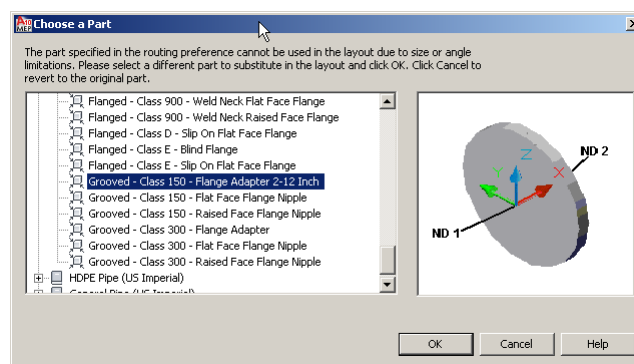 Choose a Part
The part specified in the routing preference cannot be used in the layout due to size or angle
limitations. Please select a different part to substitute in the layout and click OK. Click Cancel to
revert to the original part.
Flanged - Class 900 - Weld Neck Flat Face Flange
Flanged - Class 900 - Weld Neck Raised Face Flange
Flanged - Class D - Slip On Flat Face Flange
Flanged - Class E - Blind Flange
Flanged - Class E - Slip On Flat Face Flange
Grooved - Class 150 - Flange Adapter 2-12 Inch
Grooved - Class 150 - Flat Face Flange Nipple
Grooved - Class 150 - Raised Face Flange Nipple
Grooved - Class 300 - Flange Adapter
Grooved - Class 300 - Flat Face Flange Nipple
Grooved - Class 300 - Raised Face Flange Nipple
HDPE Pipe (US Imperial)
ND 2
Z
Y
X
ND 1
OK
Cancel
Help